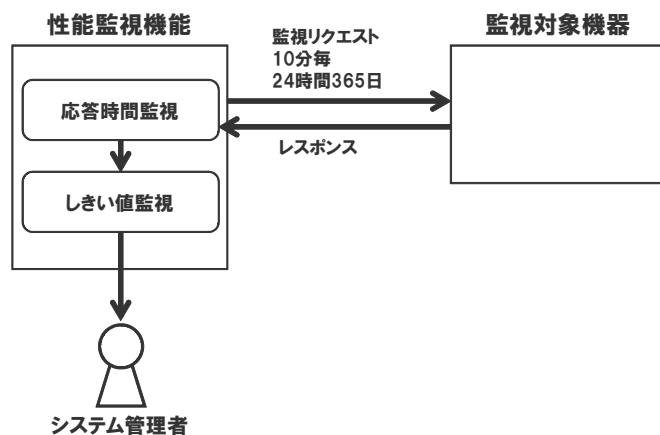 性能監視機能
監視リクエスト
10分毎
24時間365日
監視対象機器
応答時間監視
レスポンス
しきい値監視
システム管理者